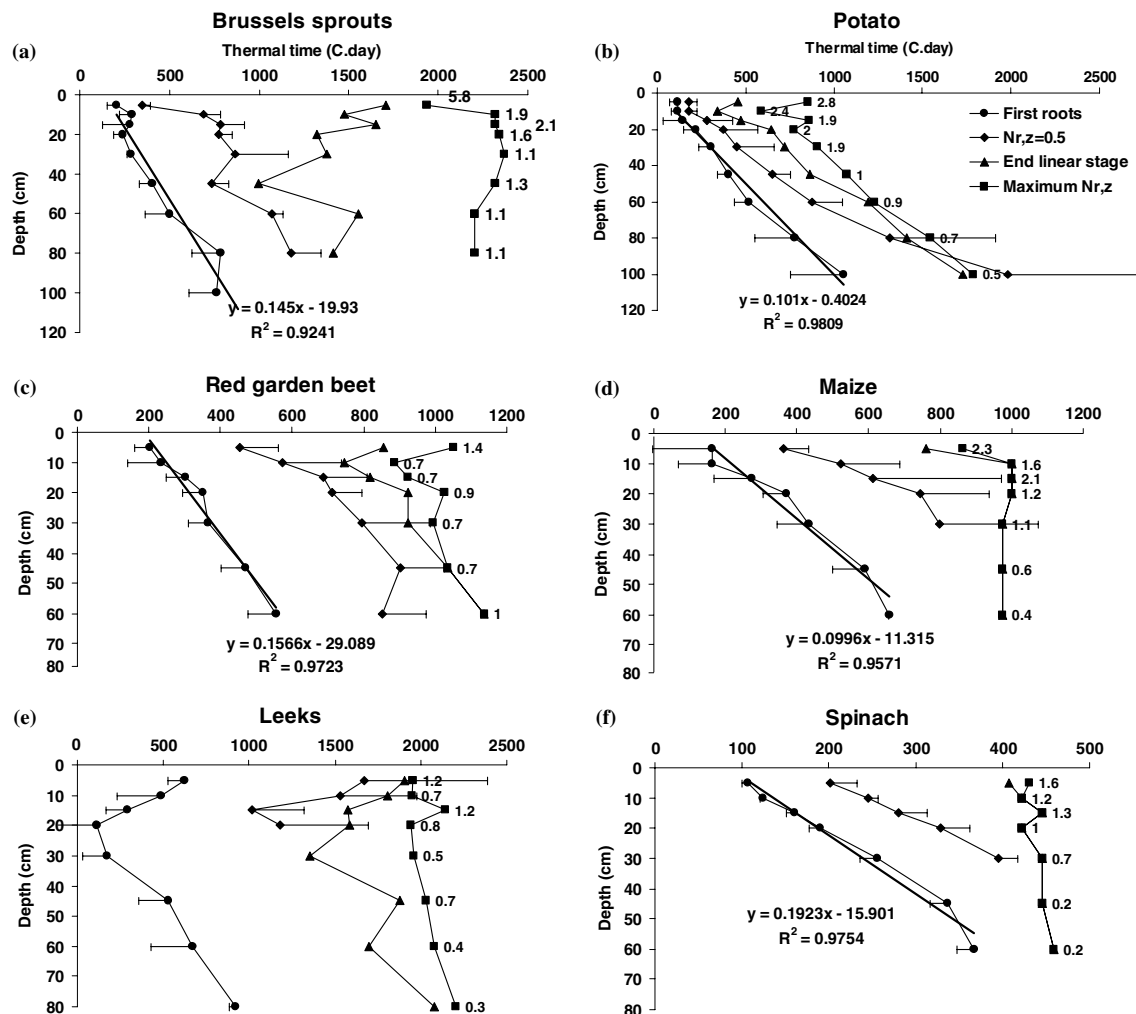 Brussels sprouts
(a)
Thermal time (C.day)
0 500 1000 1500 2000 2500
Depth (cm)
0
20
40
60
80
100
120
5.8
1.9
2.1
1.6
1.1
1.3
1.1
1.1
y = 0.145x - 19.93
R² = 0.9241
Potato
(b)
Thermal time (C.day)
0 500 1000 1500 2000 2500
Depth (cm)
0
20
40
60
80
100
120
2.8
2.4
1.9
2
1.9
1
0.9
0.7
0.5
First roots
Nr,z=0.5
End linear stage
Maximum Nr,z
y = 0.101x - 0.4024
R² = 0.9809
Red garden beet
(c)
0 200 400 600 800 1000 1200
Depth (cm)
0
10
20
30
40
50
60
70
80
1.4
0.7
0.7
0.9
0.7
0.7
1
y = 0.1566x - 29.089
R² = 0.9723
Maize
(d)
0 200 400 600 800 1000 1200
Depth (cm)
0
10
20
30
40
50
60
70
80
2.3
1.6
2.1
1.2
1.1
0.6
0.4
y = 0.0996x - 11.315
R² = 0.9571
Leeks
(e)
0 500 1000 1500 2000 2500
Depth (cm)
0
10
20
30
40
50
60
70
80
1.2
0.7
1.2
0.8
0.5
0.7
0.4
0.3
Spinach
(f)
0 100 200 300 400 500
Depth (cm)
0
10
20
30
40
50
60
70
80
1.6
1.2
1.3
1
0.7
0.2
0.2
y = 0.1923x - 15.901
R² = 0.9754